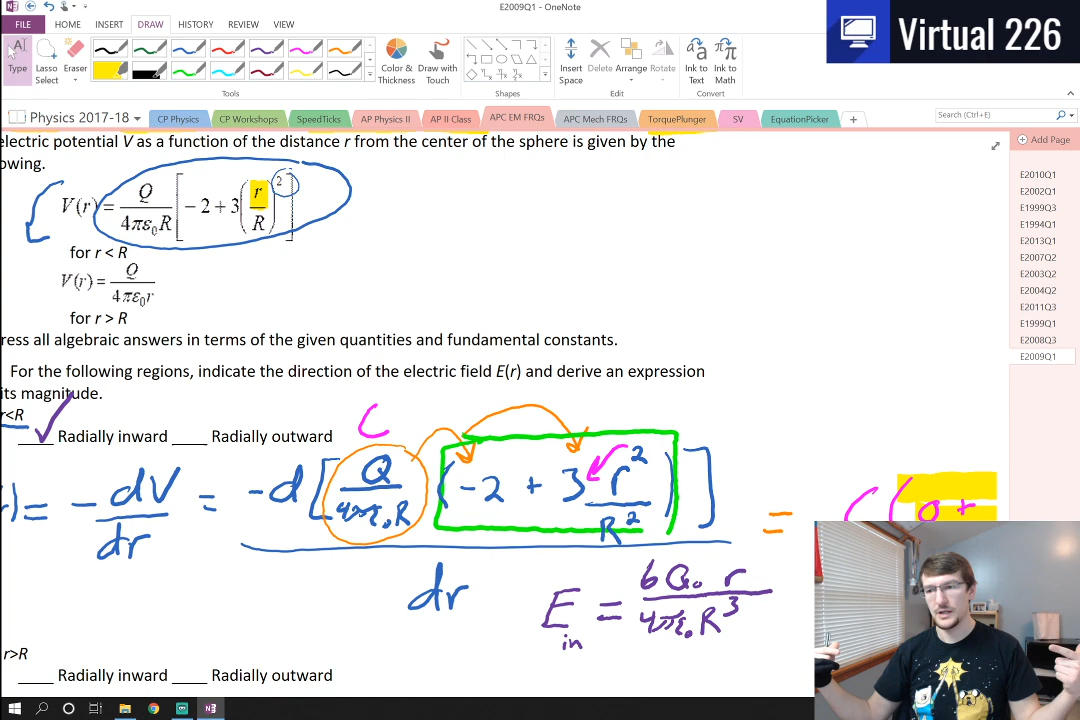 E2009Q1 - OneNote
FILE HOME INSERT DRAW HISTORY REVIEW VIEW
Virtual 226
Type Lasso Select Eraser Color & Thickness Draw with Touch Insert Space Delete Arrange Rotate Ink to Text Ink to Math
Tools Shapes Edit Convert
Physics 2017-18 CP Physics CP Workshops SpeedTicks AP Physics II AP II Class APC EM FRQs APC Mech FRQs TorquePlunger SV EquationPicker + Search (Ctrl+E)
Add Page
E2010Q1
E2002Q1
E1999Q3
E1994Q1
E2013Q1
E2007Q2
E2003Q2
E2004Q2
E2011Q3
E1999Q1
E2008Q3
E2009Q1
electric potential V as a function of the distance r from the center of the sphere is given by the
owing.
V(r) = Q/4πε₀R [-2 + 3(r/R)²]
for r < R
V(r) = Q/4πε₀r
for r > R
ress all algebraic answers in terms of the given quantities and fundamental constants.
For the following regions, indicate the direction of the electric field E(r) and derive an expression
its magnitude.
r<R
____ Radially inward ____ Radially outward
C
) = -dV/dr = -d[Q/4πε₀R (-2 + 3 r²/R²)]/dr = C(0 +
E in = 6Q₀ r/4πε₀R³
r>R
____ Radially inward ____ Radially outward